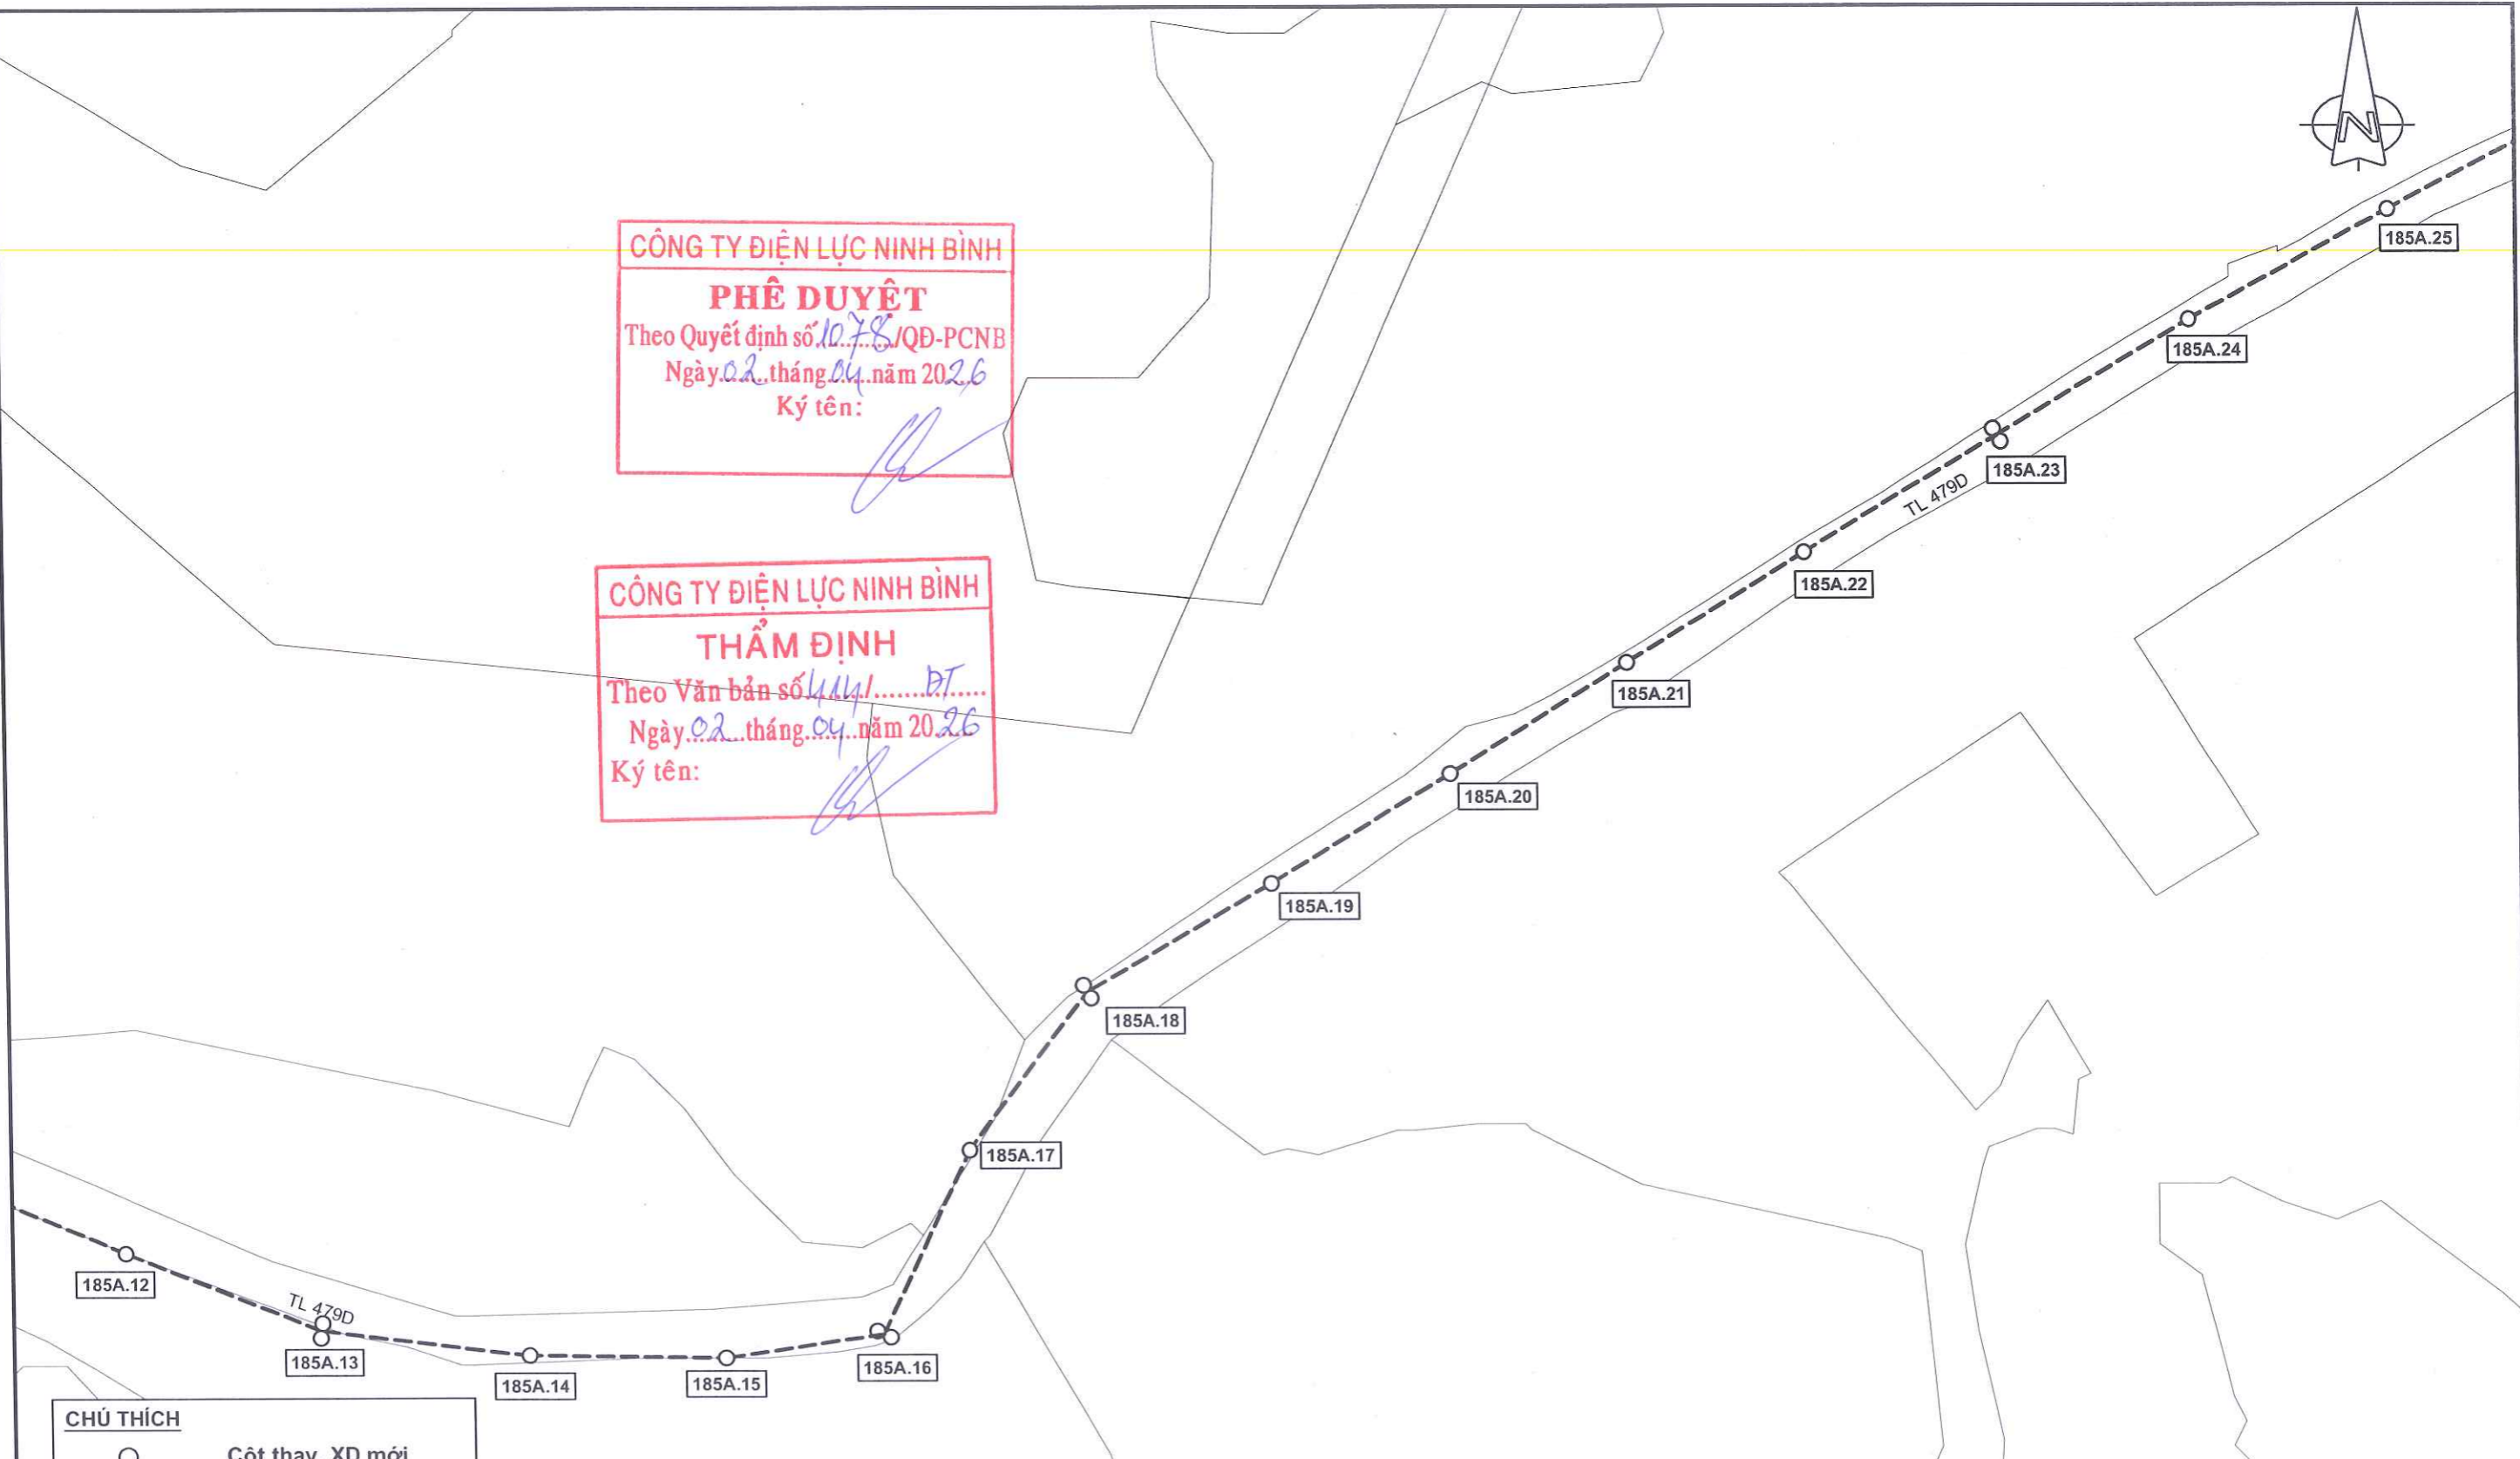 N
CÔNG TY ĐIỆN LỰC NINH BÌNH
PHÊ DUYỆT
Theo Quyết định số 1078/QĐ-PCNB
Ngày 02 tháng 04 năm 2026
Ký tên:
CÔNG TY ĐIỆN LỰC NINH BÌNH
THẨM ĐỊNH
Theo Văn bản số 414/ ĐT
Ngày 02 tháng 04 năm 2026
Ký tên:
185A.25
185A.24
185A.23
TL 479D
185A.22
185A.21
185A.20
185A.19
185A.18
185A.17
185A.12
TL 479D
185A.13
185A.14
185A.15
185A.16
CHÚ THÍCH
Cột thay, XD mới